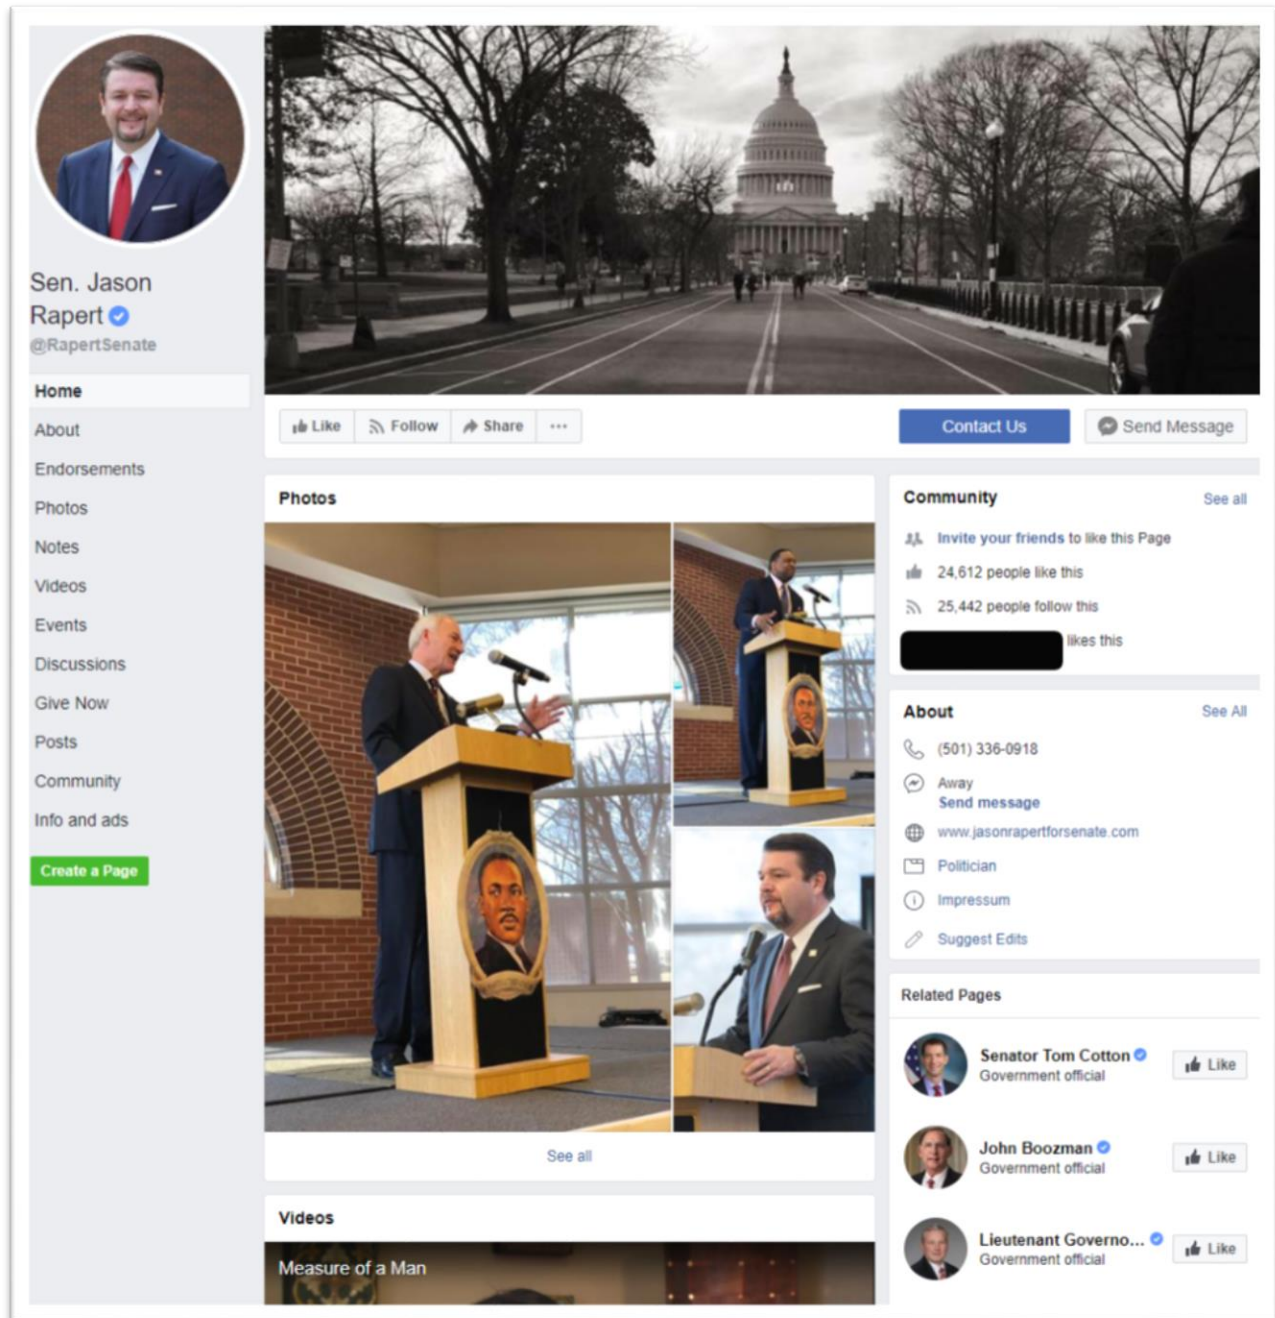 Sen. Jason
Rapert
@RapertSenate
Home
About
Endorsements
Photos
Notes
Videos
Events
Discussions
Give Now
Posts
Community
Info and ads
Create a Page
Like
Follow
Share
Contact Us
Send Message
Photos
See all
Videos
Measure of a Man
Community
See all
Invite your friends to like this Page
24,612 people like this
25,442 people follow this
likes this
About
See All
(501) 336-0918
Away
Send message
www.jasonrapertforsenate.com
Politician
Impressum
Suggest Edits
Related Pages
Senator Tom Cotton
Government official
Like
John Boozman
Government official
Like
Lieutenant Governo...
Government official
Like